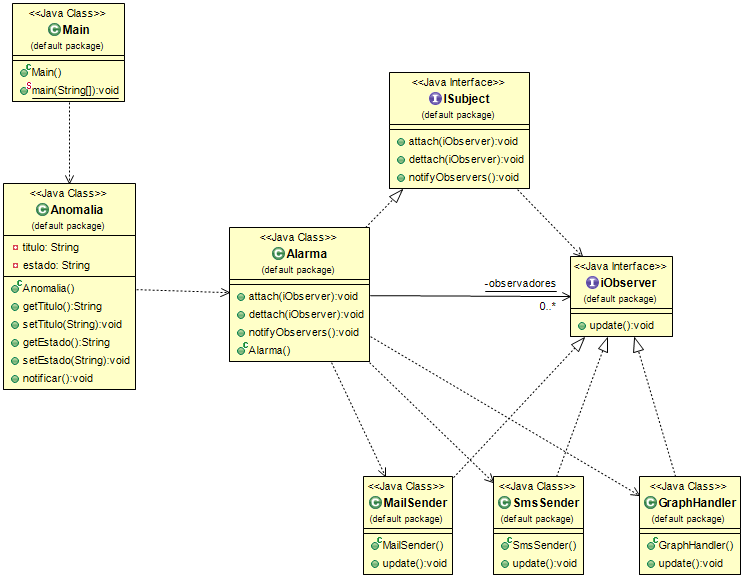 <<Java Class>>
Main
(default package)
Main()
main(String[]):void
<<Java Interface>>
ISubject
(default package)
attach(iObserver):void
dettach(iObserver):void
notifyObservers():void
<<Java Class>>
Anomalia
(default package)
titulo: String
estado: String
Anomalia()
getTitulo():String
setTitulo(String):void
getEstado():String
setEstado(String):void
notificar():void
<<Java Class>>
Alarma
(default package)
attach(iObserver):void
dettach(iObserver):void
notifyObservers():void
Alarma()
-observadores
0..*
<<Java Interface>>
iObserver
(default package)
update():void
<<Java Class>>
MailSender
(default package)
MailSender()
update():void
<<Java Class>>
SmsSender
(default package)
SmsSender()
update():void
<<Java Class>>
GraphHandler
(default package)
GraphHandler()
update():void